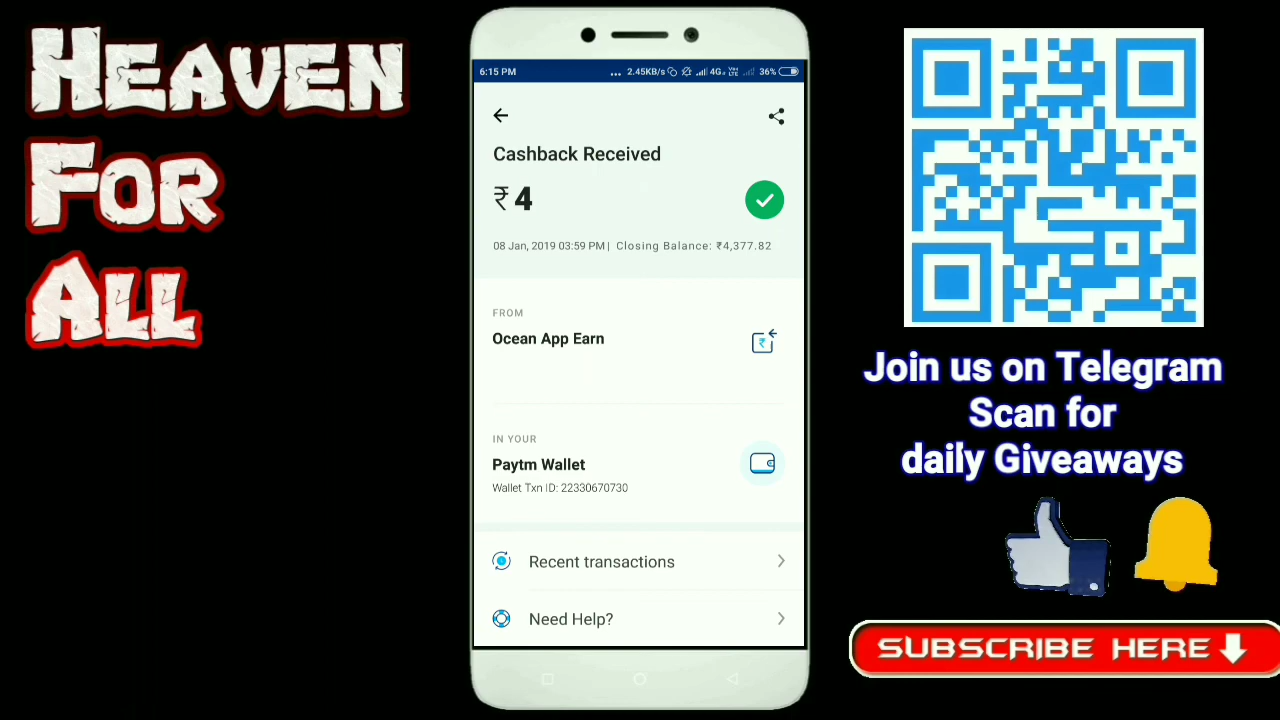 HEAVEN
FOR
ALL
6:15 PM
... 2.45KB/s 4G VoLTE 36%
Cashback Received
₹ 4
08 Jan, 2019 03:59 PM | Closing Balance: ₹4,377.82
FROM
Ocean App Earn
₹
IN YOUR
Paytm Wallet
Wallet Txn ID: 22330670730
Recent transactions
Need Help?
Join us on Telegram
Scan for
daily Giveaways
SUBSCRIBE HERE